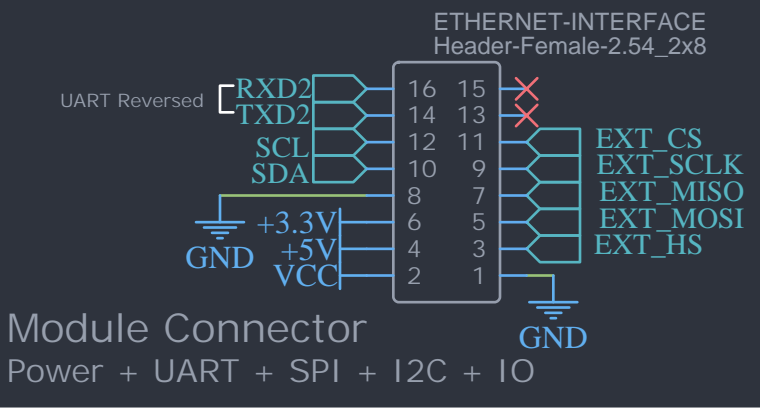 ETHERNET-INTERFACE
Header-Female-2.54_2x8
UART Reversed
RXD2 16 15
TXD2 14 13
SCL 12 11 EXT_CS
SDA 10 9 EXT_SCLK
8 7 EXT_MISO
+3.3V 6 5 EXT_MOSI
GND +5V 4 3 EXT_HS
VCC 2 1
GND
Module Connector
Power + UART + SPI + I2C + IO